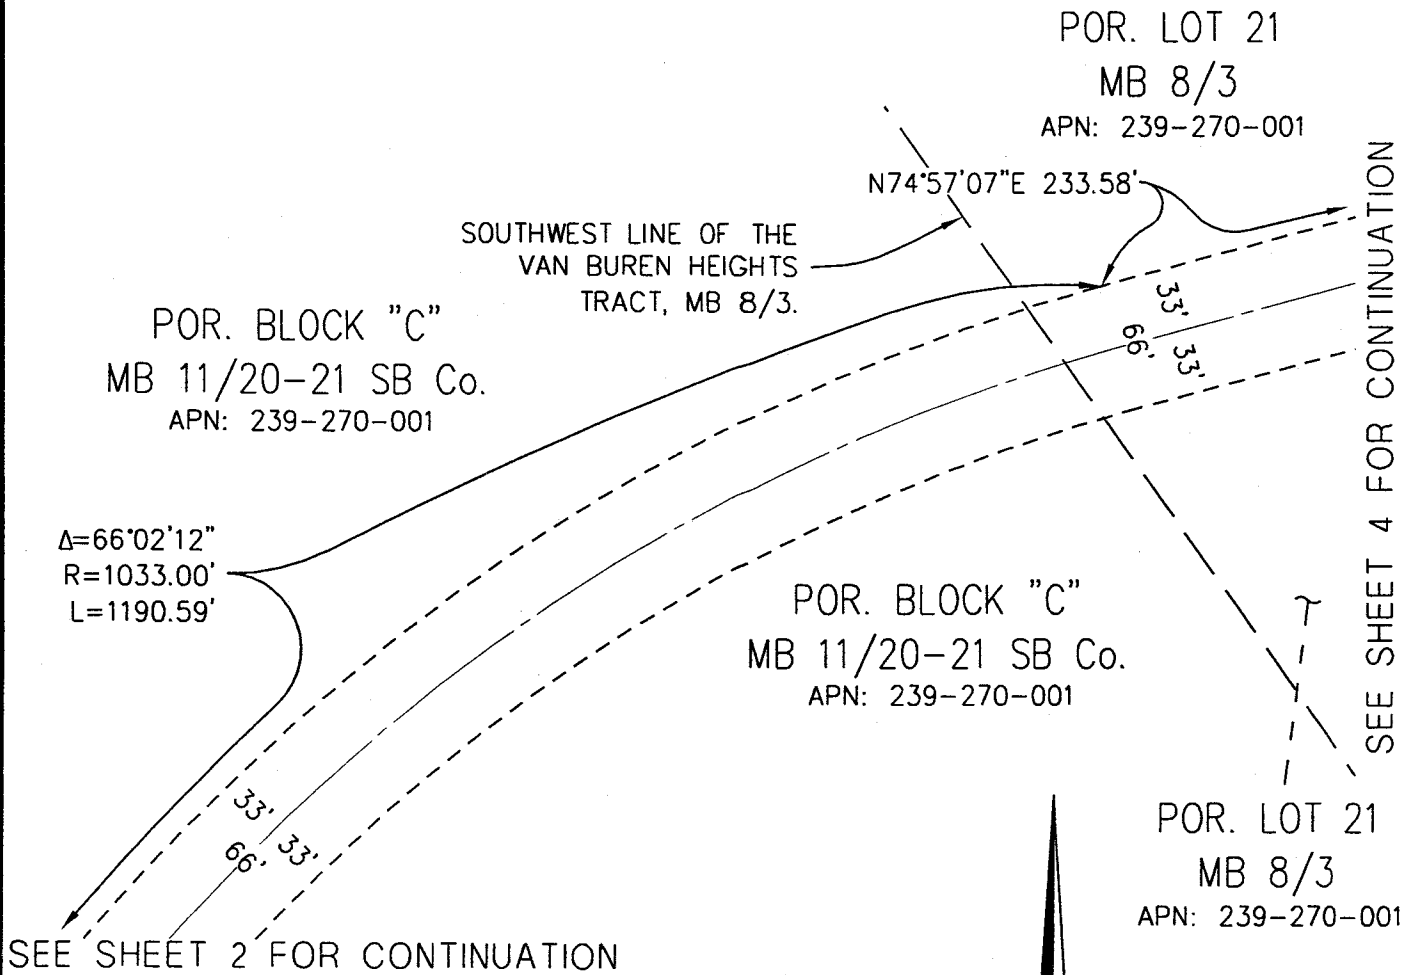 POR. LOT 21
MB 8/3
APN: 239-270-001
N74°57'07"E 233.58'
SOUTHWEST LINE OF THE
VAN BUREN HEIGHTS
TRACT, MB 8/3.
POR. BLOCK "C"
MB 11/20-21 SB Co.
APN: 239-270-001
33'
66'
33'
SEE SHEET 4 FOR CONTINUATION
Δ=66°02'12"
R=1033.00'
L=1190.59'
POR. BLOCK "C"
MB 11/20-21 SB Co.
APN: 239-270-001
33'
66'
33'
POR. LOT 21
MB 8/3
APN: 239-270-001
SEE SHEET 2 FOR CONTINUATION